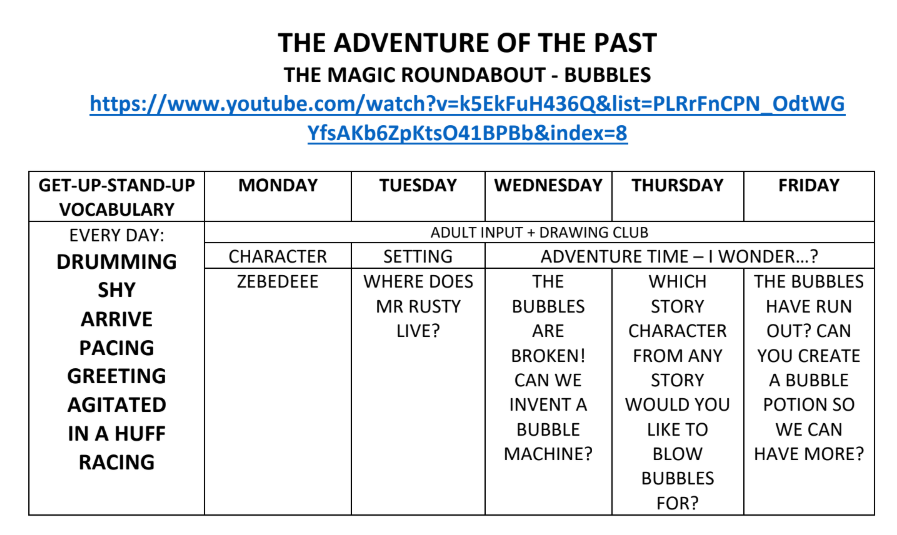 THE ADVENTURE OF THE PAST
THE MAGIC ROUNDABOUT - BUBBLES
https://www.youtube.com/watch?v=k5EkFuH436Q&list=PLRrFnCPN_OdtWG
YfsAKb6ZpKtsO41BPBb&index=8
GET-UP-STAND-UP
VOCABULARY
MONDAY
TUESDAY
WEDNESDAY
THURSDAY
FRIDAY
EVERY DAY:
DRUMMING
SHY
ARRIVE
PACING
GREETING
AGITATED
IN A HUFF
RACING
ADULT INPUT + DRAWING CLUB
CHARACTER
SETTING
ADVENTURE TIME – I WONDER...?
ZEBEDEEE
WHERE DOES
MR RUSTY
LIVE?
THE
BUBBLES
ARE
BROKEN!
CAN WE
INVENT A
BUBBLE
MACHINE?
WHICH
STORY
CHARACTER
FROM ANY
STORY
WOULD YOU
LIKE TO
BLOW
BUBBLES
FOR?
THE BUBBLES
HAVE RUN
OUT? CAN
YOU CREATE
A BUBBLE
POTION SO
WE CAN
HAVE MORE?